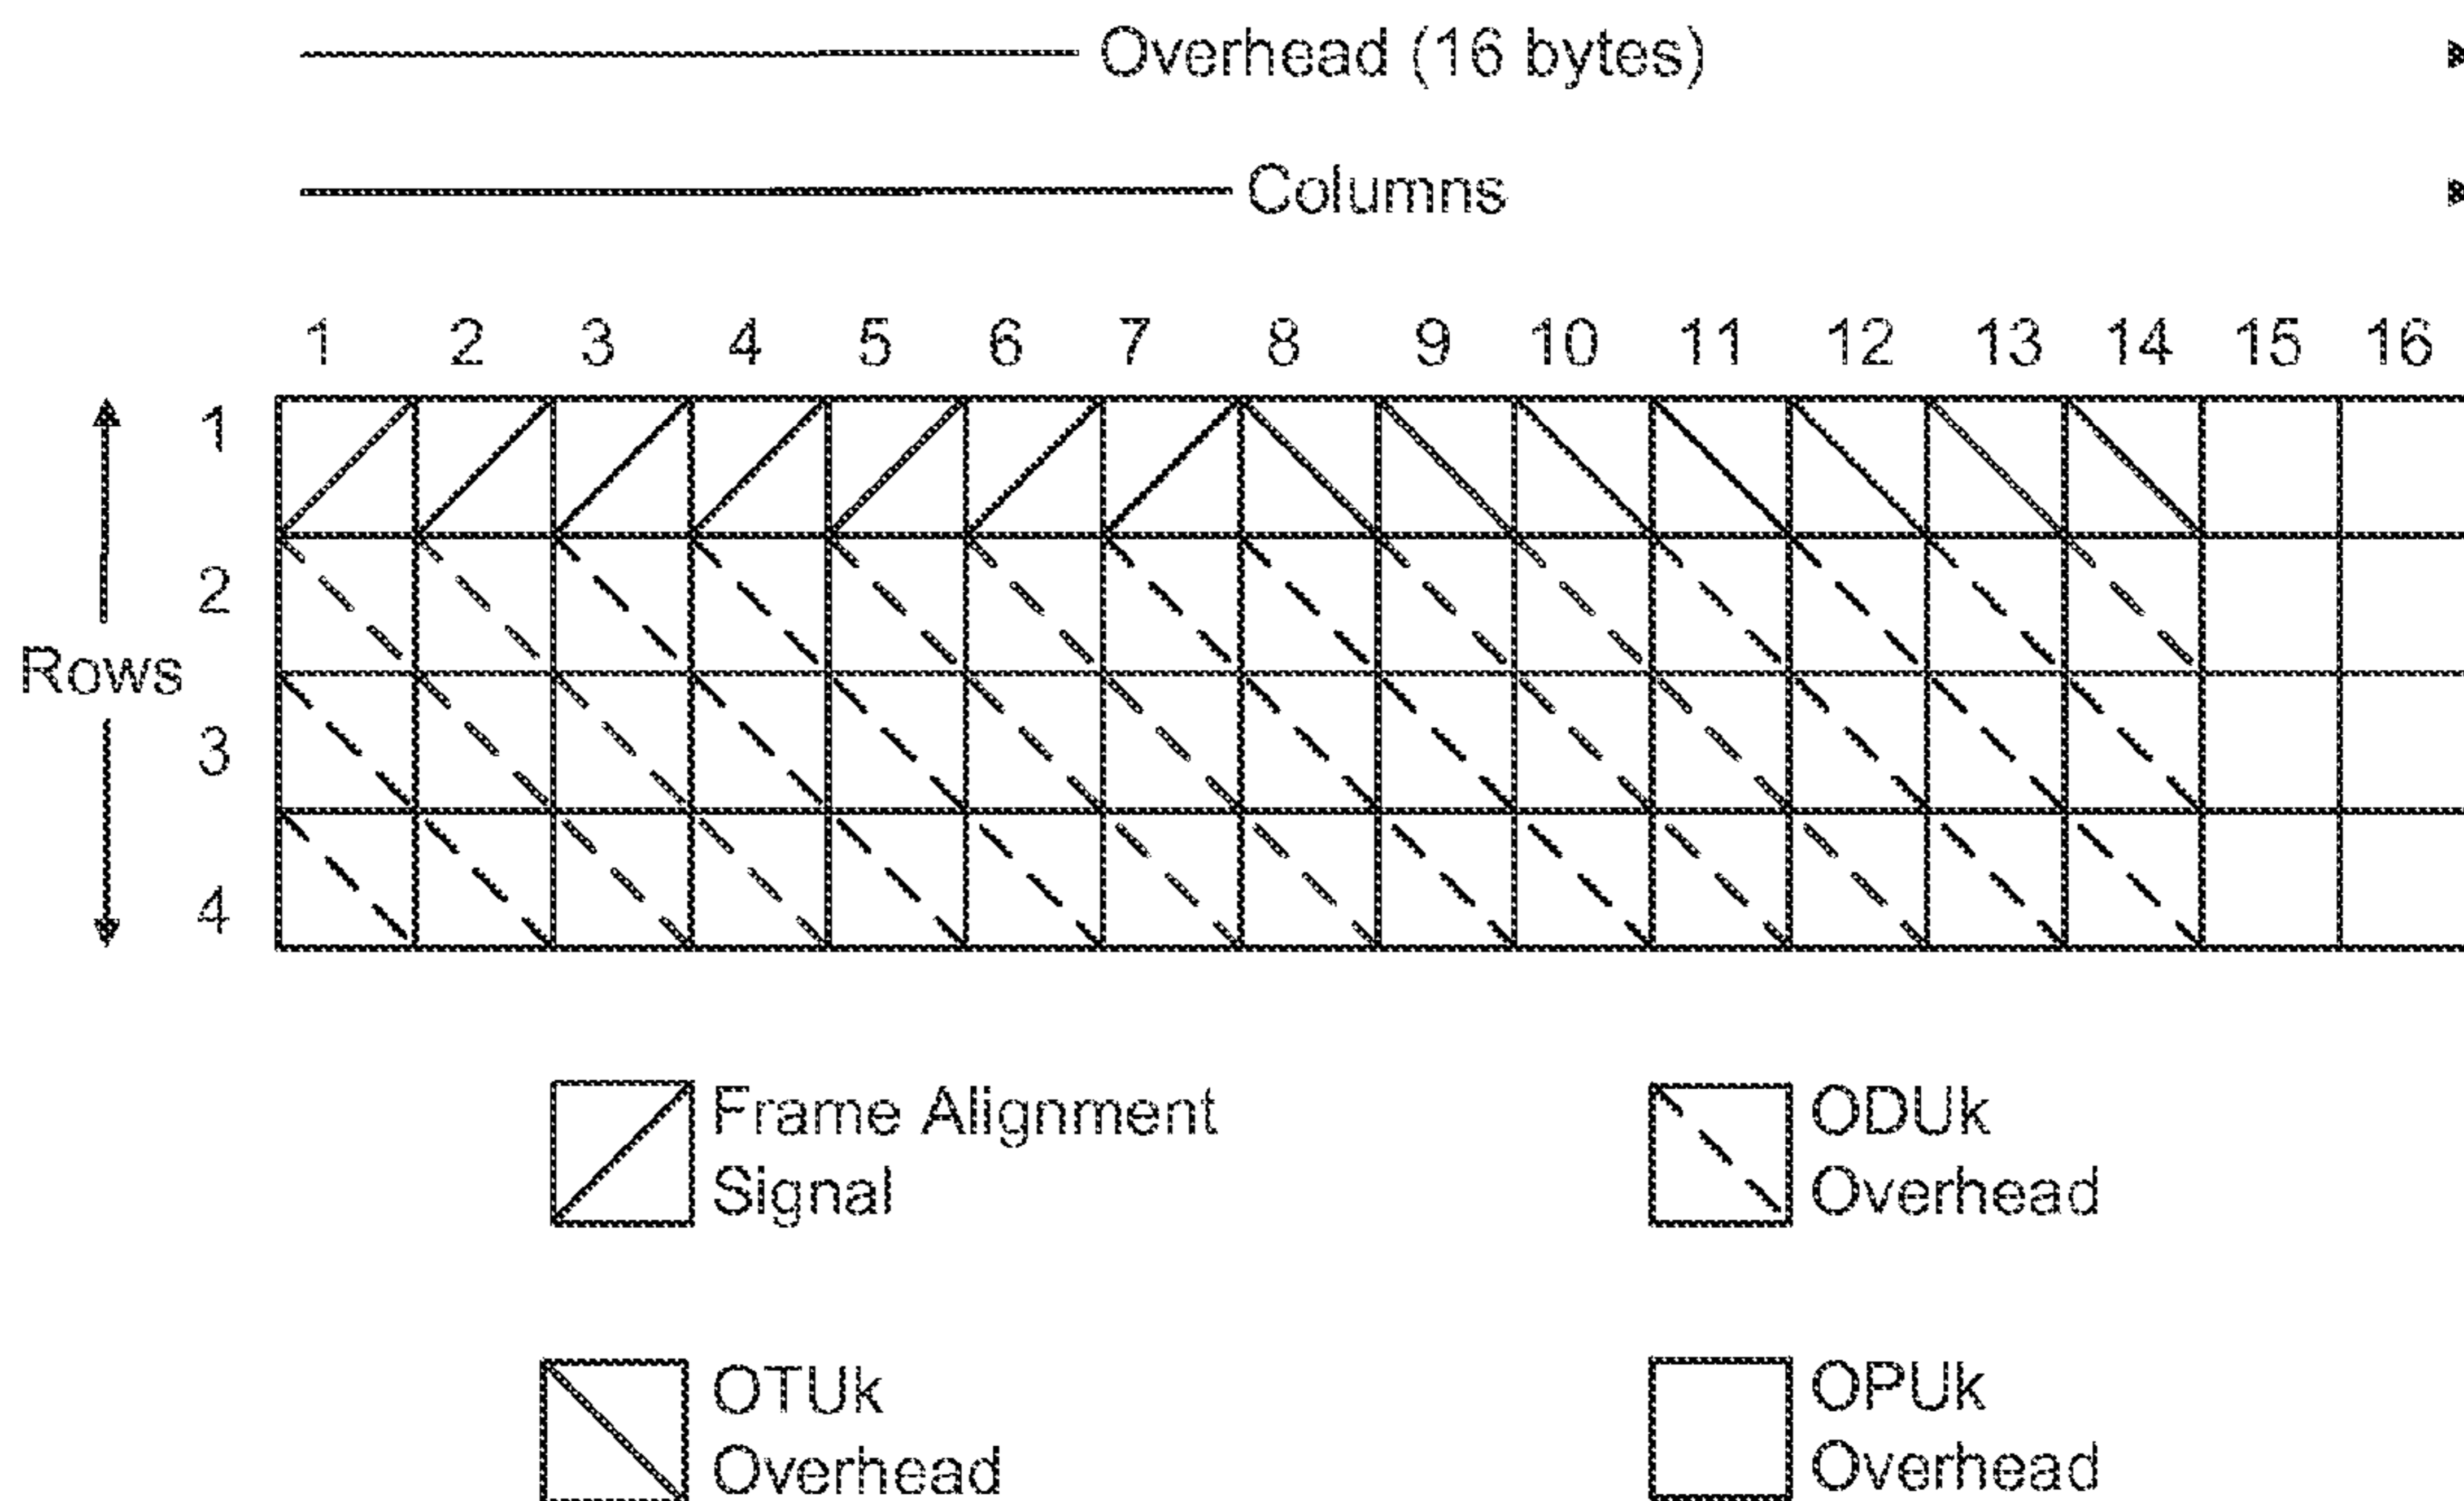 Overhead (16 bytes)
Columns
1 2 3 4 5 6 7 8 9 10 11 12 13 14 15 16
1
2
Rows
3
4
Frame Alignment
Signal
ODUk
Overhead
OTUk
Overhead
OPUk
Overhead